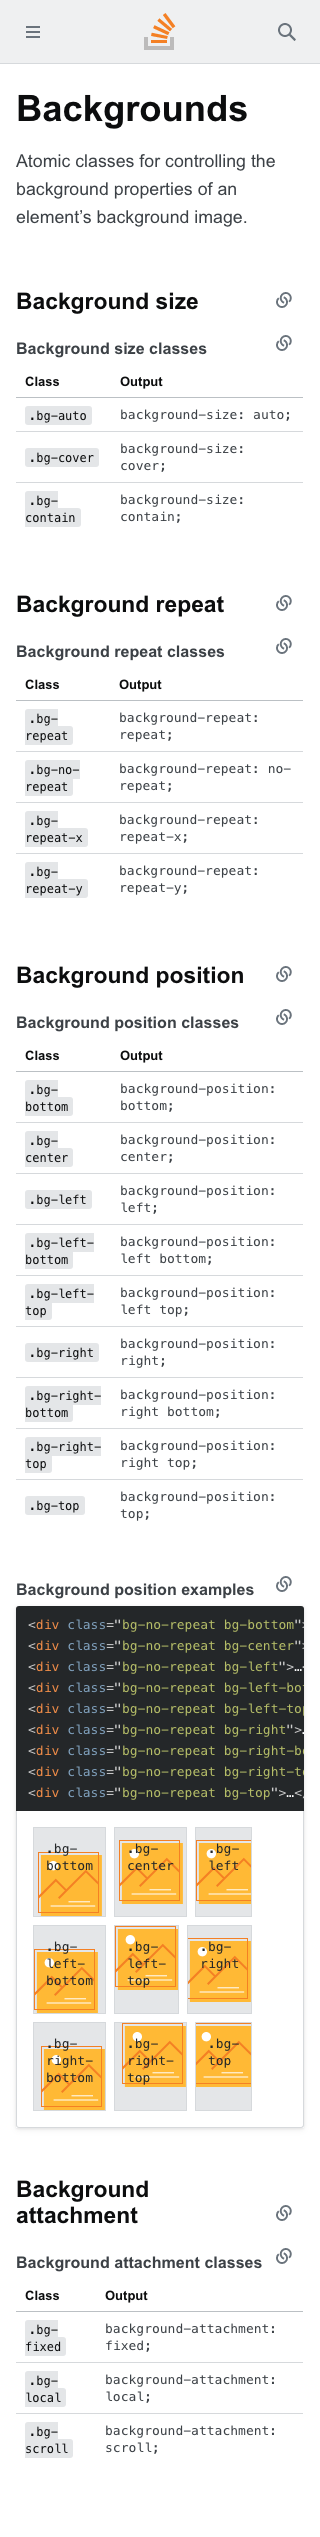 Backgrounds
Atomic classes for controlling the
background properties of an
element’s background image.
Background size
Background size classes
Class Output
.bg-auto background-size: auto;
.bg-cover background-size:
cover;
.bg- background-size:
contain contain;
Background repeat
Background repeat classes
Class Output
.bg- background-repeat:
repeat repeat;
.bg-no- background-repeat: no-
repeat repeat;
.bg- background-repeat:
repeat-x repeat-x;
.bg- background-repeat:
repeat-y repeat-y;
Background position
Background position classes
Class Output
.bg- background-position:
bottom bottom;
.bg- background-position:
center center;
.bg-left background-position:
left;
.bg-left- background-position:
bottom left bottom;
.bg-left- background-position:
top left top;
.bg-right background-position:
right;
.bg-right- background-position:
bottom right bottom;
.bg-right- background-position:
top right top;
.bg-top background-position:
top;
Background position examples
<div class="bg-no-repeat bg-bottom"
<div class="bg-no-repeat bg-center"
<div class="bg-no-repeat bg-left">…
<div class="bg-no-repeat bg-left-bo
<div class="bg-no-repeat bg-left-to
<div class="bg-no-repeat bg-right">
<div class="bg-no-repeat bg-right-b
<div class="bg-no-repeat bg-right-t
<div class="bg-no-repeat bg-top">…</
.bg- .bg- .bg-
bottom center left
.bg- .bg- .bg-
left- left- right
bottom top
.bg- .bg- .bg-
right- right- top
bottom top
Background
attachment
Background attachment classes
Class Output
.bg- background-attachment:
fixed fixed;
.bg- background-attachment:
local local;
.bg- background-attachment:
scroll scroll;